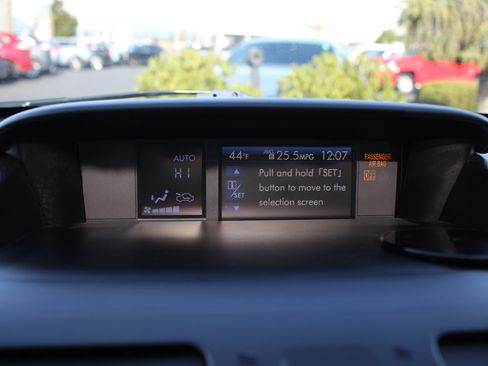 AUTO
HI
44°F AVG B 25.5MPG 12:07
Pull and hold「SET」
/SET
button to move to the
selection screen
PASSENGER
AIR BAG
OFF